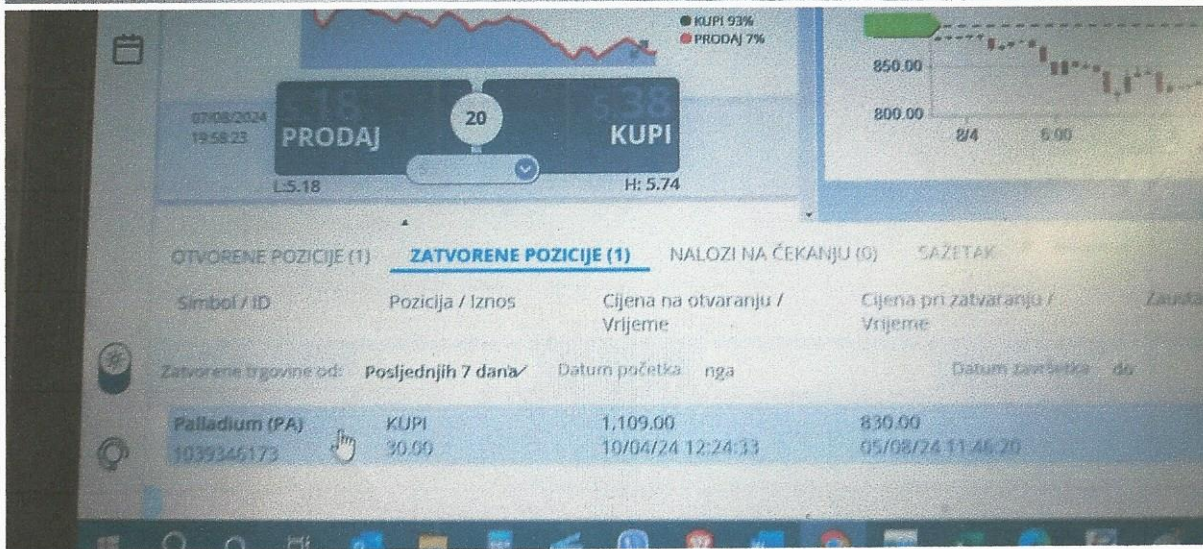 KUPI 93%
PRODAJ 7%
850.00
800.00
8/4 6:00
07/08/2024
19:58:23
5.18
PRODAJ
20
5.38
KUPI
L:5.18
H: 5.74
OTVORENE POZICIJE (1) ZATVORENE POZICIJE (1) NALOZI NA ČEKANJU (0) SAŽETAK
Simbol / ID Pozicija / Iznos Cijena na otvaranju / Cijena pri zatvaranju /
Vrijeme Vrijeme
Zatvorene trgovine od: Posljednjih 7 dana Datum početka nga Datum završetka do
Palladium (PA) KUPI 1,109.00 830.00
1039346173 30.00 10/04/24 12:24:33 05/08/24 11:46:20